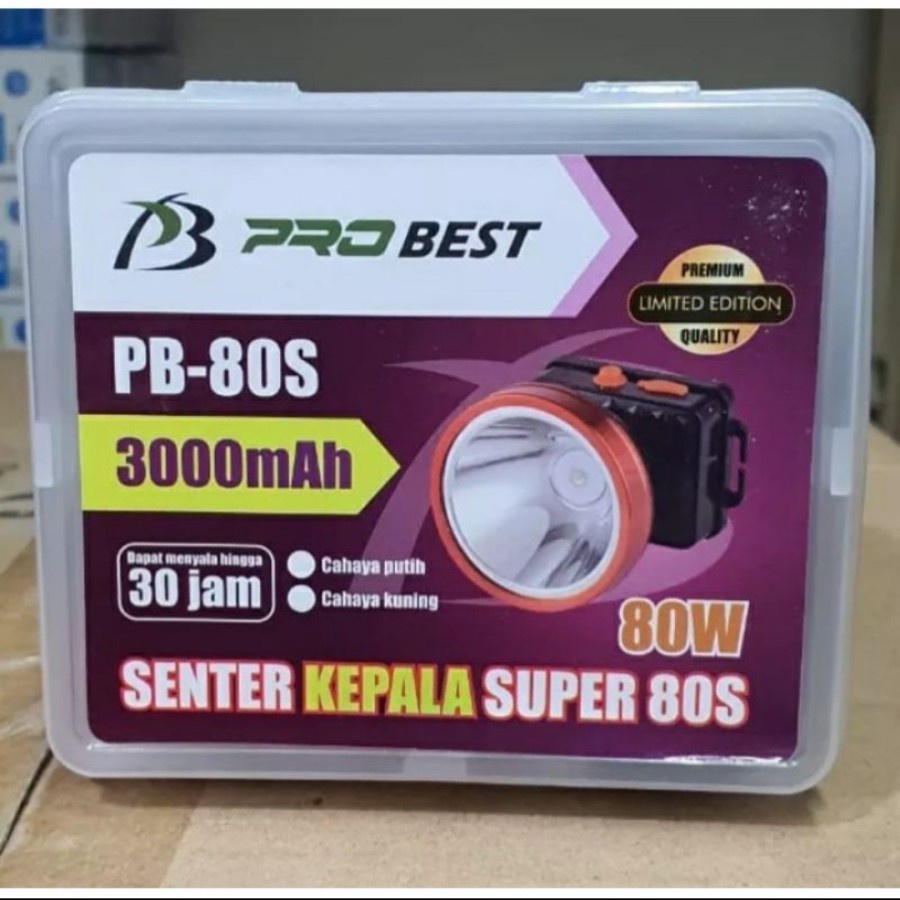 PB PRO BEST
PREMIUM
LIMITED EDITION
QUALITY
PB-80S
3000mAh
Dapat menyala hingga
30 jam
Cahaya putih
Cahaya kuning
80W
SENTER KEPALA SUPER 80S